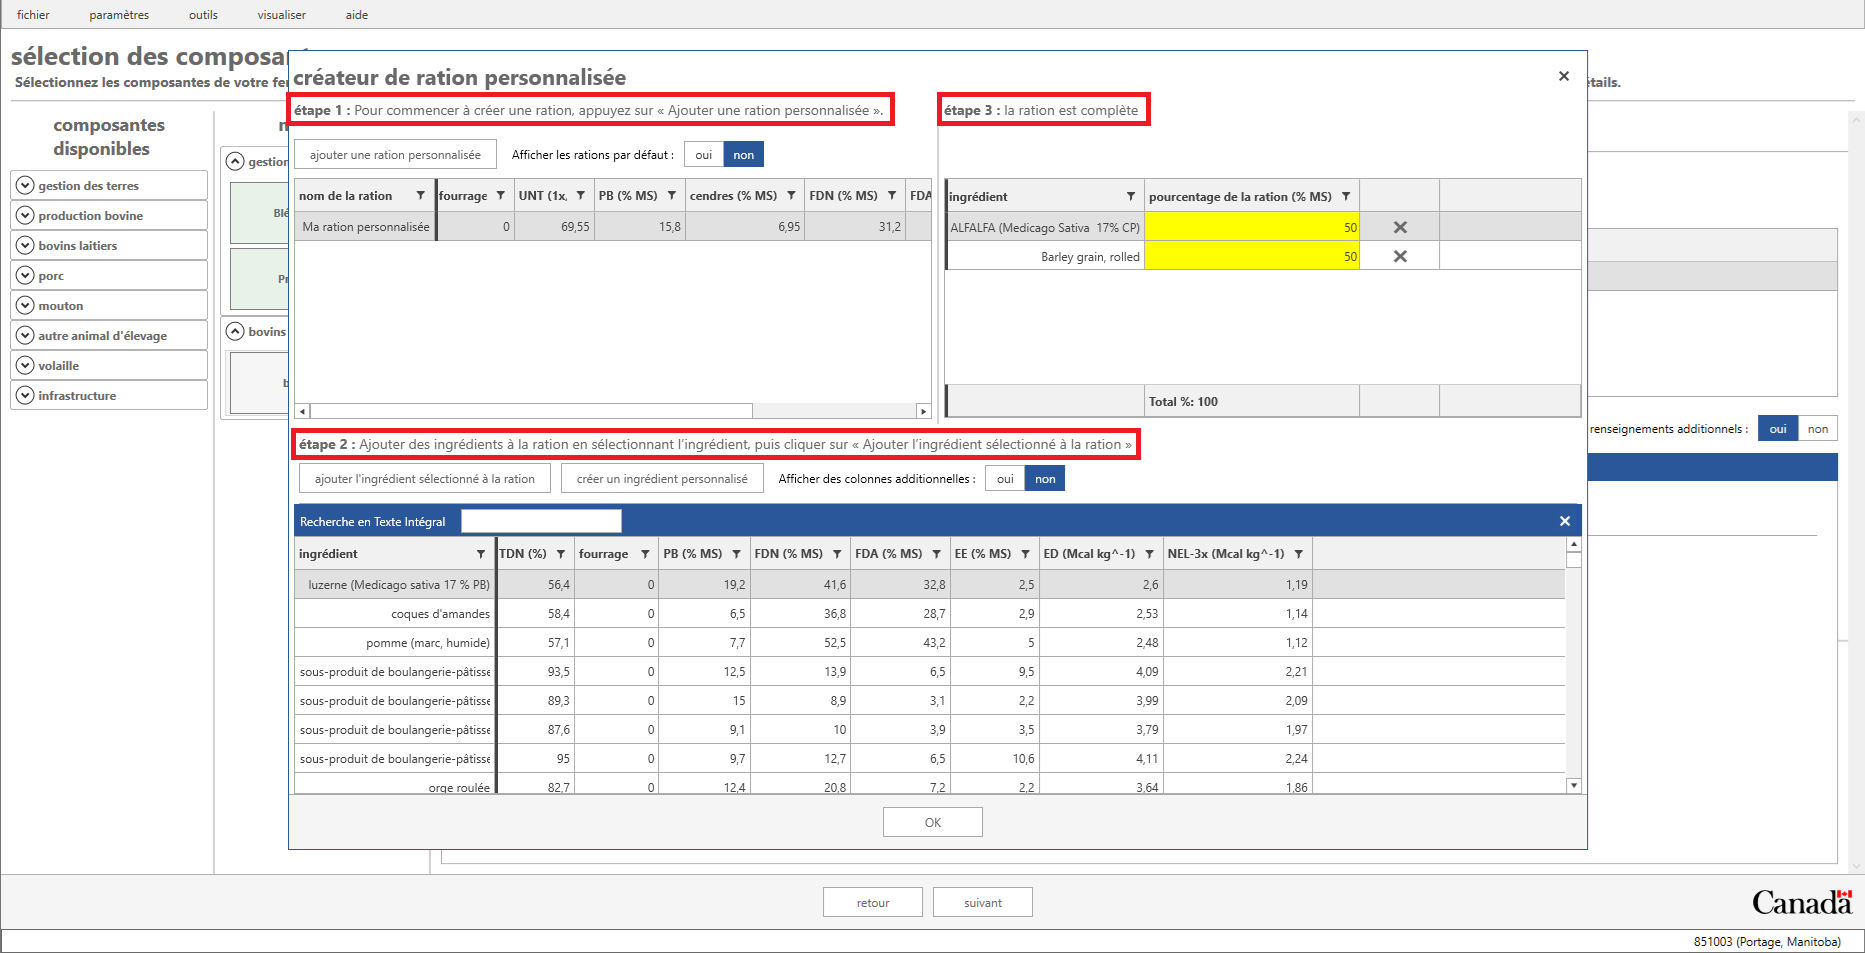 fichier paramètres outils visualiser aide
sélection des composant
Sélectionnez les composantes de votre fer
étails.
composantes
disponibles
gestion des terres
production bovine
bovins laitiers
porc
mouton
autre animal d'élevage
volaille
infrastructure
gestion
Blé
Pr
bovins
b
créateur de ration personnalisée
étape 1 : Pour commencer à créer une ration, appuyez sur « Ajouter une ration personnalisée ».
ajouter une ration personnalisée Afficher les rations par défaut : oui non
nom de la ration fourrage UNT (1x, PB (% MS) cendres (% MS) FDN (% MS) FDA
Ma ration personnalisée 0 69,55 15,8 6,95 31,2
étape 3 : la ration est complète
ingrédient pourcentage de la ration (% MS)
ALFALFA (Medicago Sativa 17% CP) 50
Barley grain, rolled 50
Total %: 100
étape 2 : Ajouter des ingrédients à la ration en sélectionnant l'ingrédient, puis cliquer sur « Ajouter l'ingrédient sélectionné à la ration »
ajouter l'ingrédient sélectionné à la ration créer un ingrédient personnalisé Afficher des colonnes additionnelles : oui non
Recherche en Texte Intégral
ingrédient TDN (%) fourrage PB (% MS) FDN (% MS) FDA (% MS) EE (% MS) ED (Mcal kg^-1) NEL-3x (Mcal kg^-1)
luzerne (Medicago sativa 17 % PB) 56,4 0 19,2 41,6 32,8 2,5 2,6 1,19
coques d'amandes 58,4 0 6,5 36,8 28,7 2,9 2,53 1,14
pomme (marc, humide) 57,1 0 7,7 52,5 43,2 5 2,48 1,12
sous-produit de boulangerie-pâtisse 93,5 0 12,5 13,9 6,5 9,5 4,09 2,21
sous-produit de boulangerie-pâtisse 89,3 0 15 8,9 3,1 2,2 3,99 2,09
sous-produit de boulangerie-pâtisse 87,6 0 9,1 10 3,9 3,5 3,79 1,97
sous-produit de boulangerie-pâtisse 95 0 9,7 12,7 6,5 10,6 4,11 2,24
orge roulée 82,7 0 12,4 20,8 7,2 2,2 3,64 1,86
OK
renseignements additionnels : oui non
retour suivant
Canada
851003 (Portage, Manitoba)